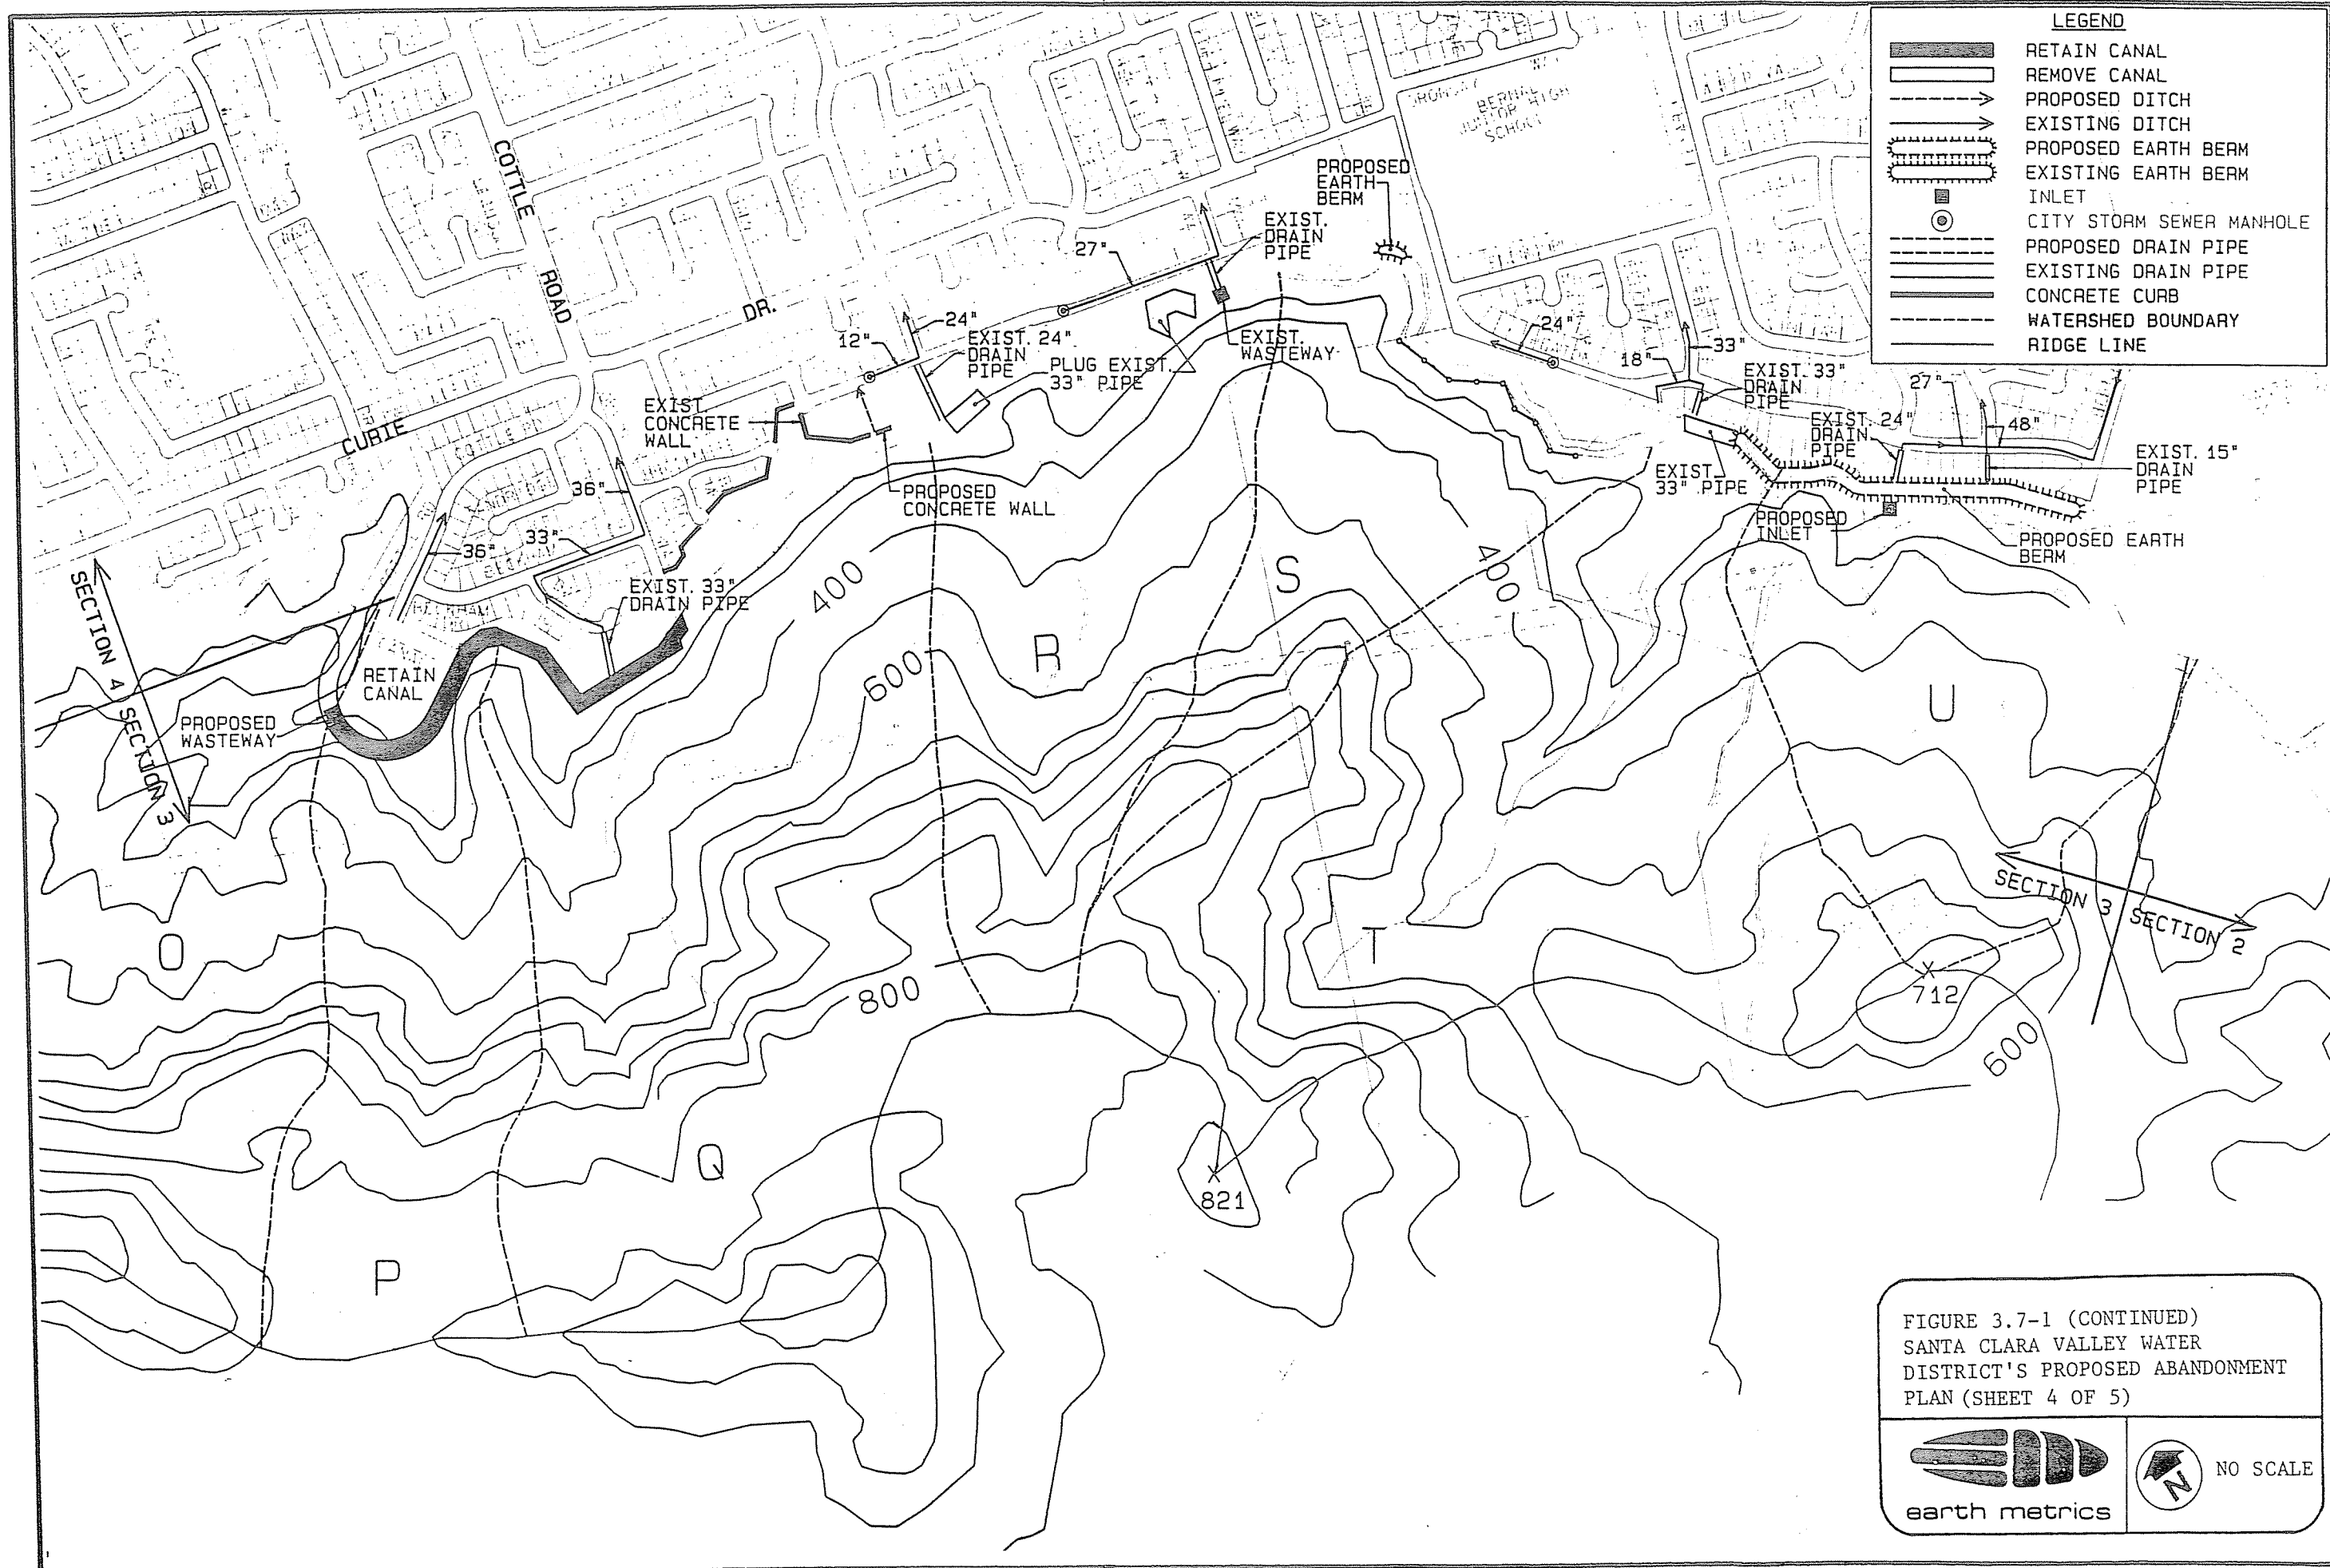 LEGEND
RETAIN CANAL
REMOVE CANAL
PROPOSED DITCH
EXISTING DITCH
PROPOSED EARTH BERM
EXISTING EARTH BERM
INLET
CITY STORM SEWER MANHOLE
PROPOSED DRAIN PIPE
EXISTING DRAIN PIPE
CONCRETE CURB
WATERSHED BOUNDARY
RIDGE LINE
BERNAL
JUNIOR HIGH
SCHOOL
COTTLE
ROAD
CURIE
DR.
PROPOSED
EARTH
BERM
EXIST.
DRAIN
PIPE
27"
24"
12"
EXIST. 24"
DRAIN
PIPE
PLUG EXIST.
33" PIPE
EXIST.
WASTEWAY
EXIST.
CONCRETE
WALL
PROPOSED
CONCRETE WALL
24"
18"
33"
EXIST. 33"
DRAIN
PIPE
27"
EXIST. 24"
DRAIN
PIPE
48"
EXIST. 15"
DRAIN
PIPE
EXIST.
33" PIPE
PROPOSED
INLET
PROPOSED EARTH
BERM
36"
36"
33"
EXIST. 33"
DRAIN PIPE
RETAIN
CANAL
PROPOSED
WASTEWAY
SECTION 4
SECTION 3
400
600
800
400
600
O
P
Q
R
S
T
U
712
821
SECTION 3
SECTION 2
FIGURE 3.7-1 (CONTINUED)
SANTA CLARA VALLEY WATER
DISTRICT'S PROPOSED ABANDONMENT
PLAN (SHEET 4 OF 5)
earth metrics
N
NO SCALE